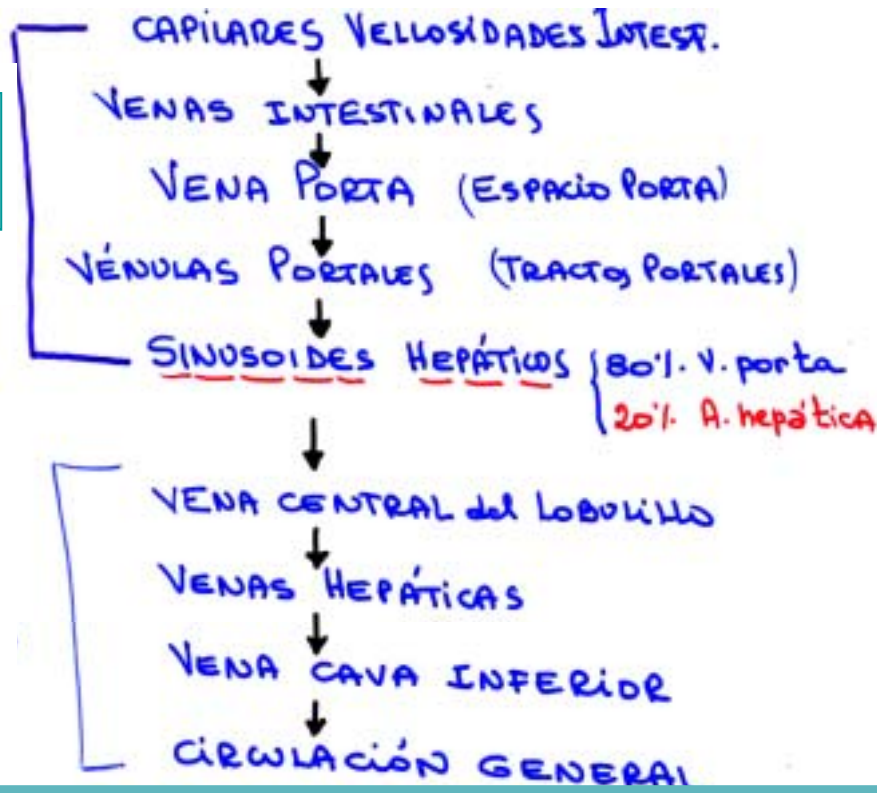 CAPILARES VELLOSIDADES INTEST.
VENAS INTESTINALES
VENA PORTA (ESPACIO PORTA)
VÉNULAS PORTALES (TRACTOS PORTALES)
SINUSOIDES HEPÁTICOS { 80%. V. porta
20%. A. hepática
VENA CENTRAL del LOBULILLO
VENAS HEPÁTICAS
VENA CAVA INFERIOR
CIRCULACIÓN GENERAL